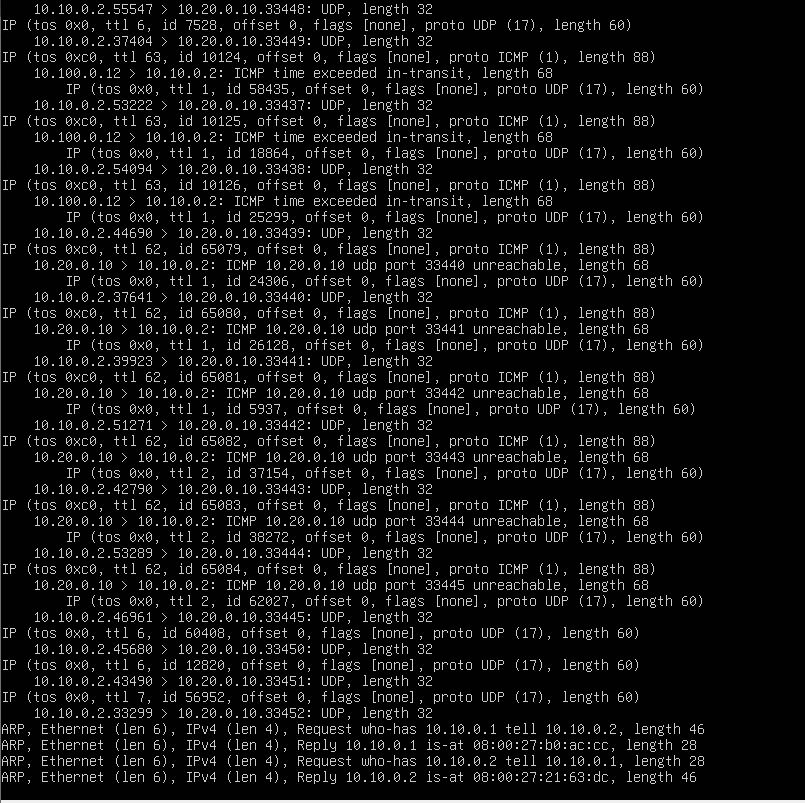 10.10.0.2.55547 > 10.20.0.10.33448: UDP, length 32
IP (tos 0x0, ttl 6, id 7528, offset 0, flags [none], proto UDP (17), length 60)
10.10.0.2.37404 > 10.20.0.10.33449: UDP, length 32
IP (tos 0xc0, ttl 63, id 10124, offset 0, flags [none], proto ICMP (1), length 88)
10.100.0.12 > 10.10.0.2: ICMP time exceeded in-transit, length 68
IP (tos 0x0, ttl 1, id 58435, offset 0, flags [none], proto UDP (17), length 60)
10.10.0.2.53222 > 10.20.0.10.33437: UDP, length 32
IP (tos 0xc0, ttl 63, id 10125, offset 0, flags [none], proto ICMP (1), length 88)
10.100.0.12 > 10.10.0.2: ICMP time exceeded in-transit, length 68
IP (tos 0x0, ttl 1, id 18864, offset 0, flags [none], proto UDP (17), length 60)
10.10.0.2.54094 > 10.20.0.10.33438: UDP, length 32
IP (tos 0xc0, ttl 63, id 10126, offset 0, flags [none], proto ICMP (1), length 88)
10.100.0.12 > 10.10.0.2: ICMP time exceeded in-transit, length 68
IP (tos 0x0, ttl 1, id 25299, offset 0, flags [none], proto UDP (17), length 60)
10.10.0.2.44690 > 10.20.0.10.33439: UDP, length 32
IP (tos 0xc0, ttl 62, id 65079, offset 0, flags [none], proto ICMP (1), length 88)
10.20.0.10 > 10.10.0.2: ICMP 10.20.0.10 udp port 33440 unreachable, length 68
IP (tos 0x0, ttl 1, id 24306, offset 0, flags [none], proto UDP (17), length 60)
10.10.0.2.37641 > 10.20.0.10.33440: UDP, length 32
IP (tos 0xc0, ttl 62, id 65080, offset 0, flags [none], proto ICMP (1), length 88)
10.20.0.10 > 10.10.0.2: ICMP 10.20.0.10 udp port 33441 unreachable, length 68
IP (tos 0x0, ttl 1, id 26128, offset 0, flags [none], proto UDP (17), length 60)
10.10.0.2.39923 > 10.20.0.10.33441: UDP, length 32
IP (tos 0xc0, ttl 62, id 65081, offset 0, flags [none], proto ICMP (1), length 88)
10.20.0.10 > 10.10.0.2: ICMP 10.20.0.10 udp port 33442 unreachable, length 68
IP (tos 0x0, ttl 1, id 5937, offset 0, flags [none], proto UDP (17), length 60)
10.10.0.2.51271 > 10.20.0.10.33442: UDP, length 32
IP (tos 0xc0, ttl 62, id 65082, offset 0, flags [none], proto ICMP (1), length 88)
10.20.0.10 > 10.10.0.2: ICMP 10.20.0.10 udp port 33443 unreachable, length 68
IP (tos 0x0, ttl 2, id 37154, offset 0, flags [none], proto UDP (17), length 60)
10.10.0.2.42790 > 10.20.0.10.33443: UDP, length 32
IP (tos 0xc0, ttl 62, id 65083, offset 0, flags [none], proto ICMP (1), length 88)
10.20.0.10 > 10.10.0.2: ICMP 10.20.0.10 udp port 33444 unreachable, length 68
IP (tos 0x0, ttl 2, id 38272, offset 0, flags [none], proto UDP (17), length 60)
10.10.0.2.53289 > 10.20.0.10.33444: UDP, length 32
IP (tos 0xc0, ttl 62, id 65084, offset 0, flags [none], proto ICMP (1), length 88)
10.20.0.10 > 10.10.0.2: ICMP 10.20.0.10 udp port 33445 unreachable, length 68
IP (tos 0x0, ttl 2, id 62027, offset 0, flags [none], proto UDP (17), length 60)
10.10.0.2.46961 > 10.20.0.10.33445: UDP, length 32
IP (tos 0x0, ttl 6, id 60408, offset 0, flags [none], proto UDP (17), length 60)
10.10.0.2.45680 > 10.20.0.10.33450: UDP, length 32
IP (tos 0x0, ttl 6, id 12820, offset 0, flags [none], proto UDP (17), length 60)
10.10.0.2.43490 > 10.20.0.10.33451: UDP, length 32
IP (tos 0x0, ttl 7, id 56952, offset 0, flags [none], proto UDP (17), length 60)
10.10.0.2.33299 > 10.20.0.10.33452: UDP, length 32
ARP, Ethernet (len 6), IPv4 (len 4), Request who-has 10.10.0.1 tell 10.10.0.2, length 46
ARP, Ethernet (len 6), IPv4 (len 4), Reply 10.10.0.1 is-at 08:00:27:b0:ac:cc, length 28
ARP, Ethernet (len 6), IPv4 (len 4), Request who-has 10.10.0.2 tell 10.10.0.1, length 28
ARP, Ethernet (len 6), IPv4 (len 4), Reply 10.10.0.2 is-at 08:00:27:21:63:dc, length 46